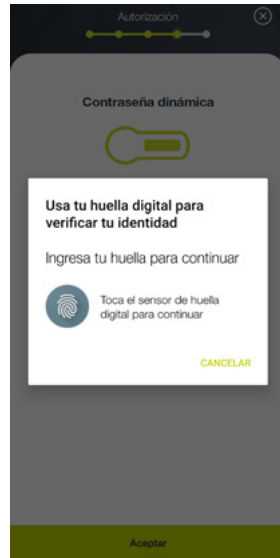 Autorización
Contraseña dinámica
Usa tu huella digital para
verificar tu identidad
Ingresa tu huella para continuar
Toca el sensor de huella
digital para continuar
CANCELAR
Aceptar